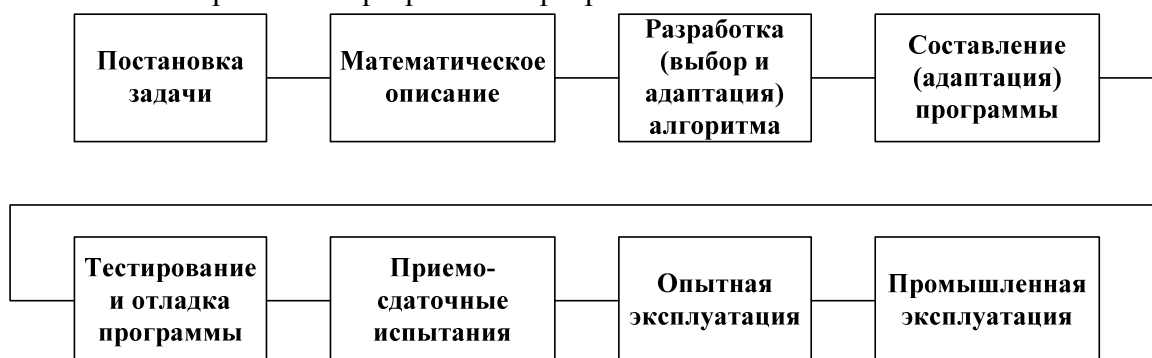 Постановка
задачи
Математическое
описание
Разработка
(выбор и
адаптация)
алгоритма
Составление
(адаптация)
программы
Тестирование
и отладка
программы
Приемо-
сдаточные
испытания
Опытная
эксплуатация
Промышленная
эксплуатация